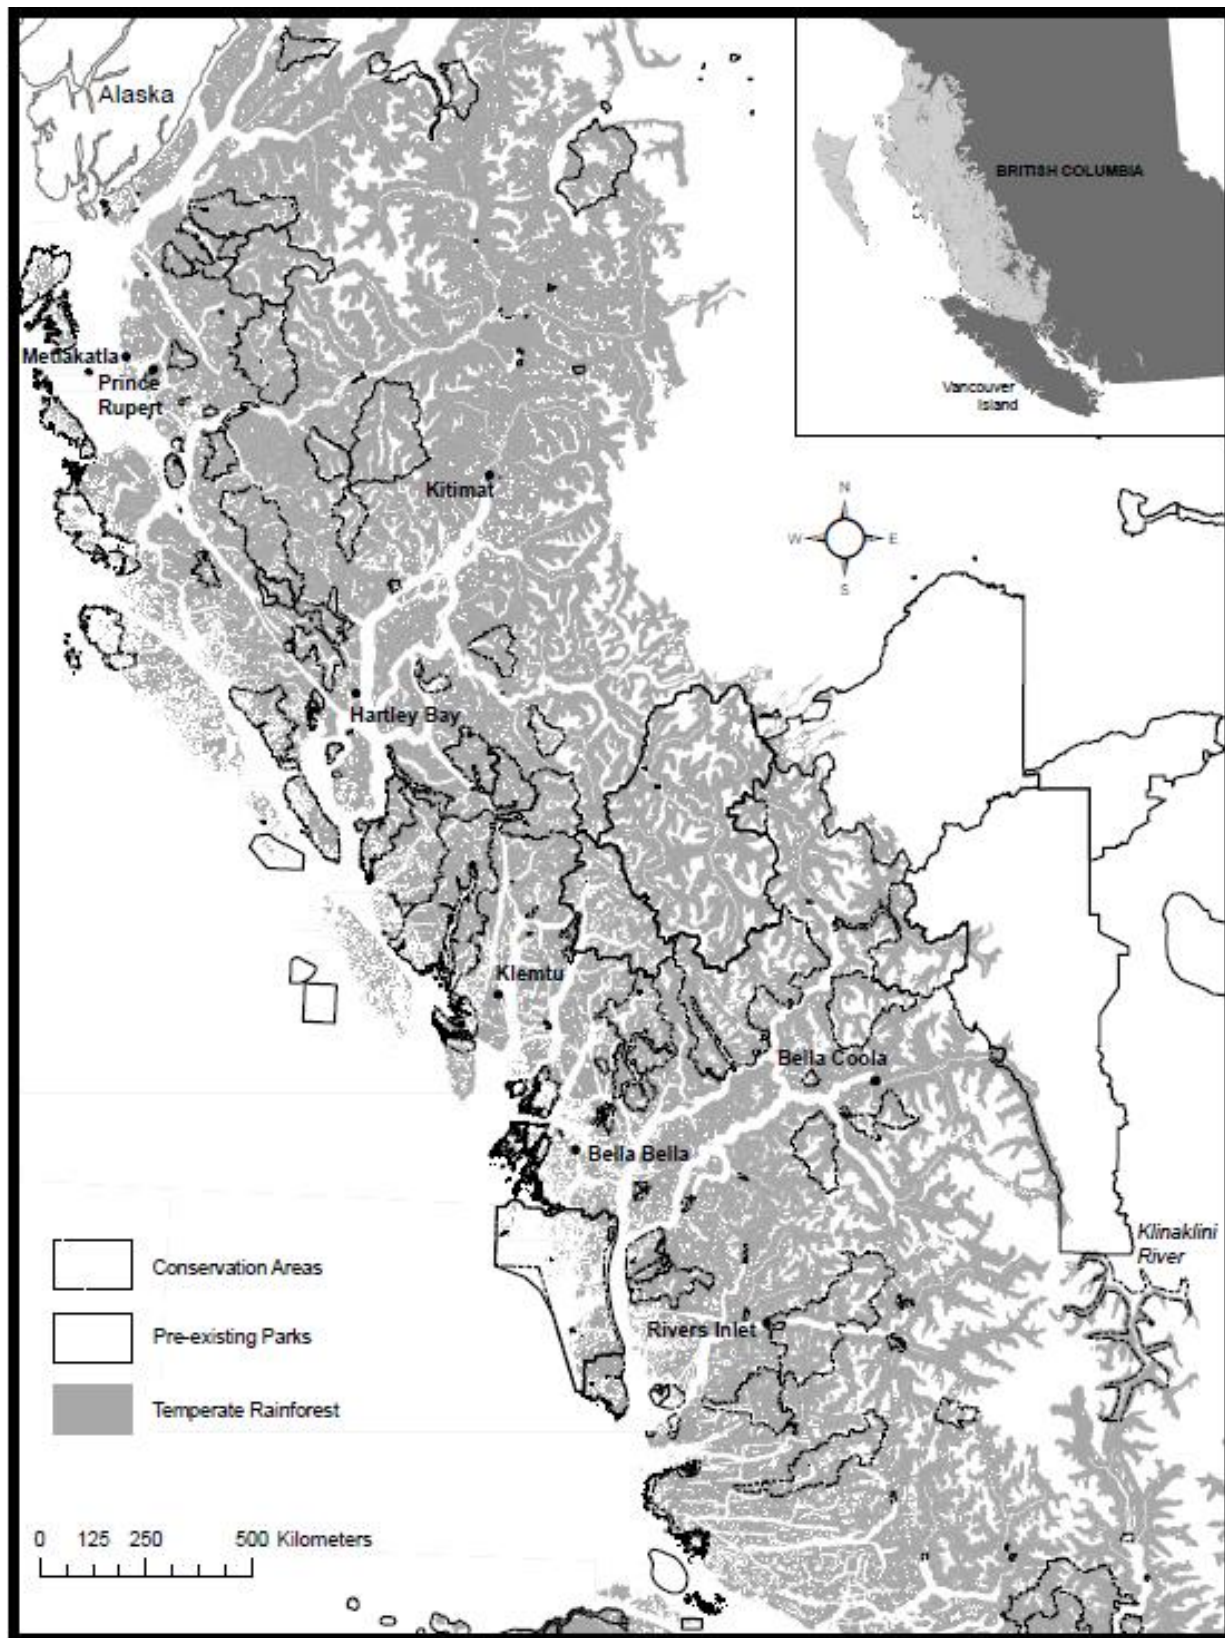 Alaska
BRITISH COLUMBIA
Vancouver
Island
Metlakatla
Prince
Rupert
Kitimat
N
W
E
S
Hartley Bay
Klemtu
Bella Coola
Bella Bella
Klinaklini
River
Rivers Inlet
Conservation Areas
Pre-existing Parks
Temperate Rainforest
0 125 250 500 Kilometers